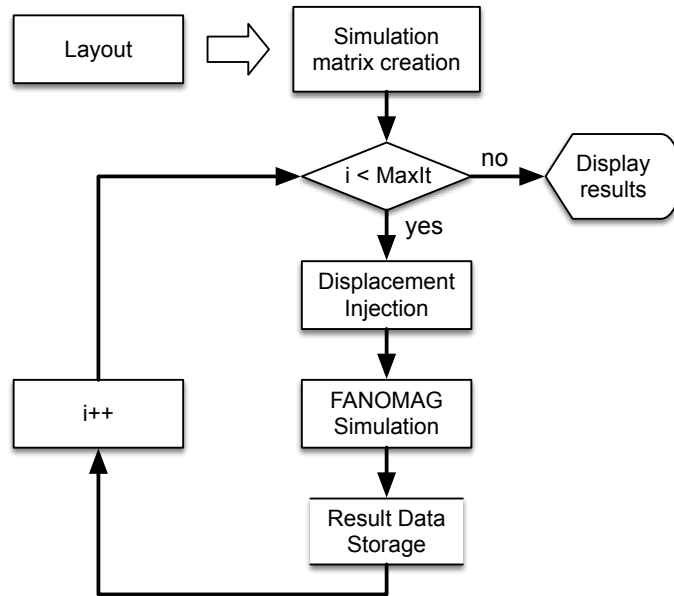 Layout
Simulation
matrix creation
i < MaxIt
no
Display
results
yes
Displacement
Injection
FANOMAG
Simulation
i++
Result Data
Storage